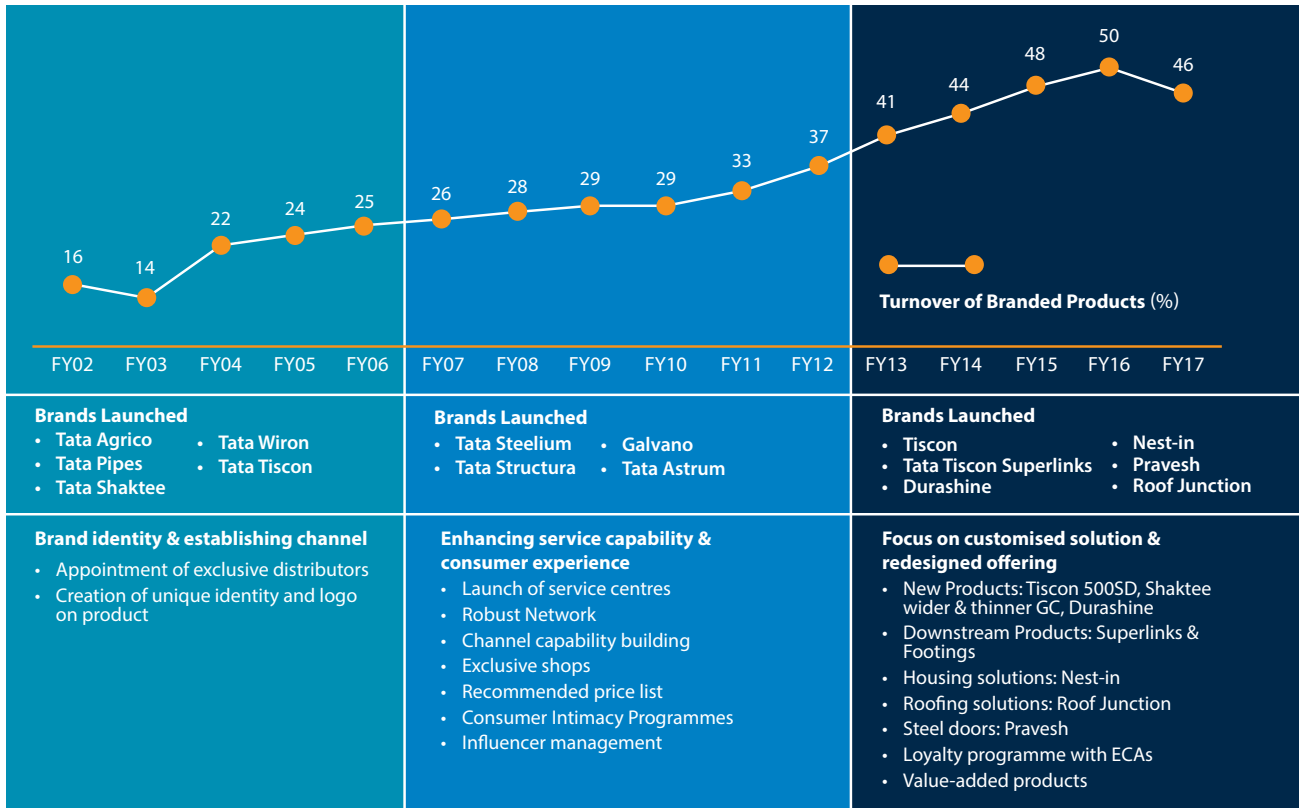 16
14
22
24
25
26
28
29
29
33
37
41
44
48
50
46
Turnover of Branded Products (%)
FY02 FY03 FY04 FY05 FY06 FY07 FY08 FY09 FY10 FY11 FY12 FY13 FY14 FY15 FY16 FY17
Brands Launched
• Tata Agrico
• Tata Pipes
• Tata Shaktee
• Tata Wiron
• Tata Tiscon
Brands Launched
• Tata Steelium
• Tata Structura
• Galvano
• Tata Astrum
Brands Launched
• Tiscon
• Tata Tiscon Superlinks
• Durashine
• Nest-in
• Pravesh
• Roof Junction
Brand identity & establishing channel
• Appointment of exclusive distributors
• Creation of unique identity and logo
on product
Enhancing service capability &
consumer experience
• Launch of service centres
• Robust Network
• Channel capability building
• Exclusive shops
• Recommended price list
• Consumer Intimacy Programmes
• Influencer management
Focus on customised solution &
redesigned offering
• New Products: Tiscon 500SD, Shaktee
wider & thinner GC, Durashine
• Downstream Products: Superlinks &
Footings
• Housing solutions: Nest-in
• Roofing solutions: Roof Junction
• Steel doors: Pravesh
• Loyalty programme with ECAs
• Value-added products